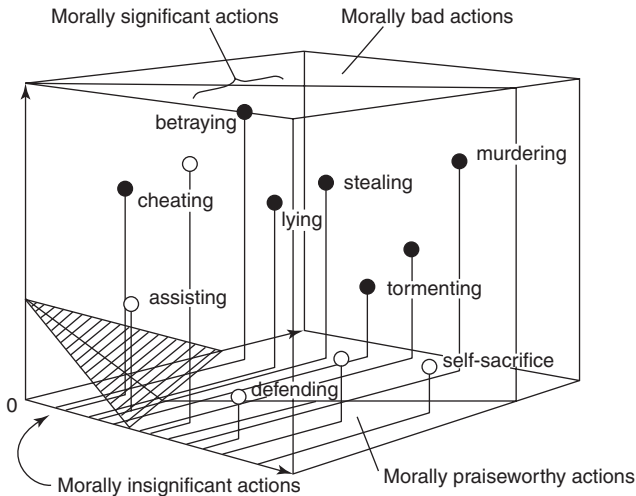 Morally significant actions
Morally bad actions
betraying
murdering
stealing
cheating
lying
assisting
tormenting
self-sacrifice
defending
0
Morally praiseworthy actions
Morally insignificant actions